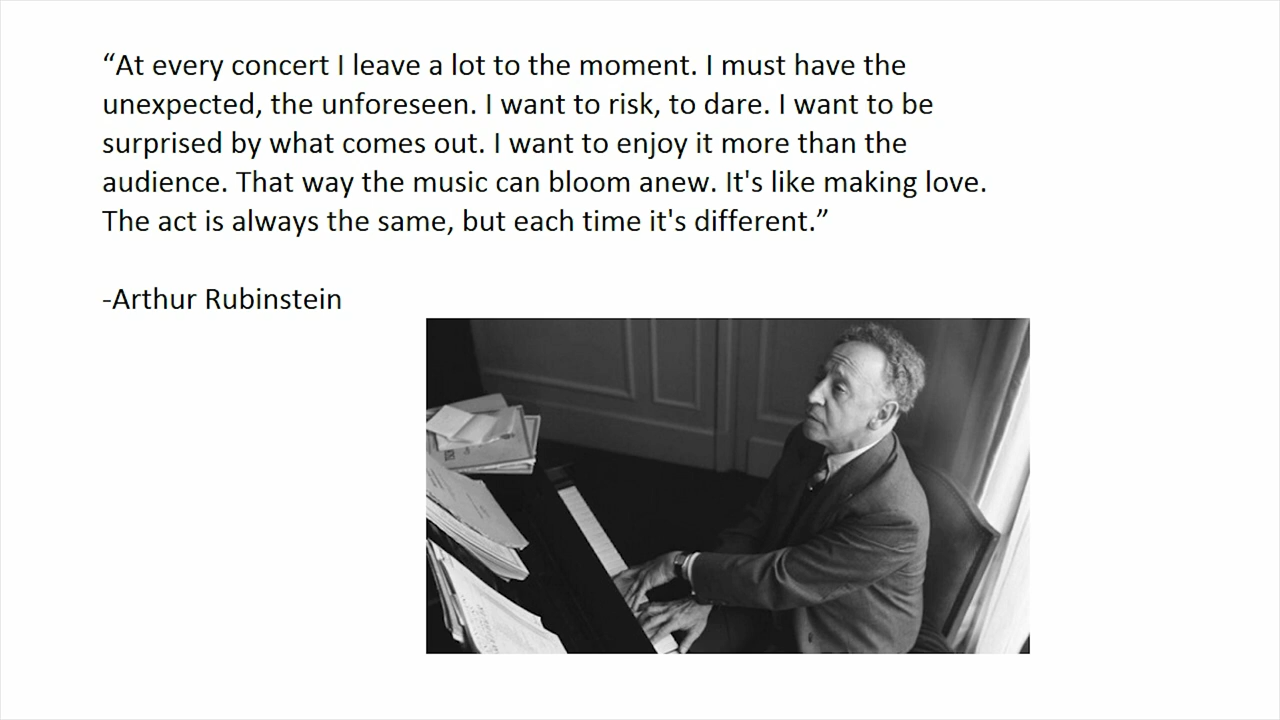 “At every concert I leave a lot to the moment. I must have the
unexpected, the unforeseen. I want to risk, to dare. I want to be
surprised by what comes out. I want to enjoy it more than the
audience. That way the music can bloom anew. It's like making love.
The act is always the same, but each time it's different.”
-Arthur Rubinstein